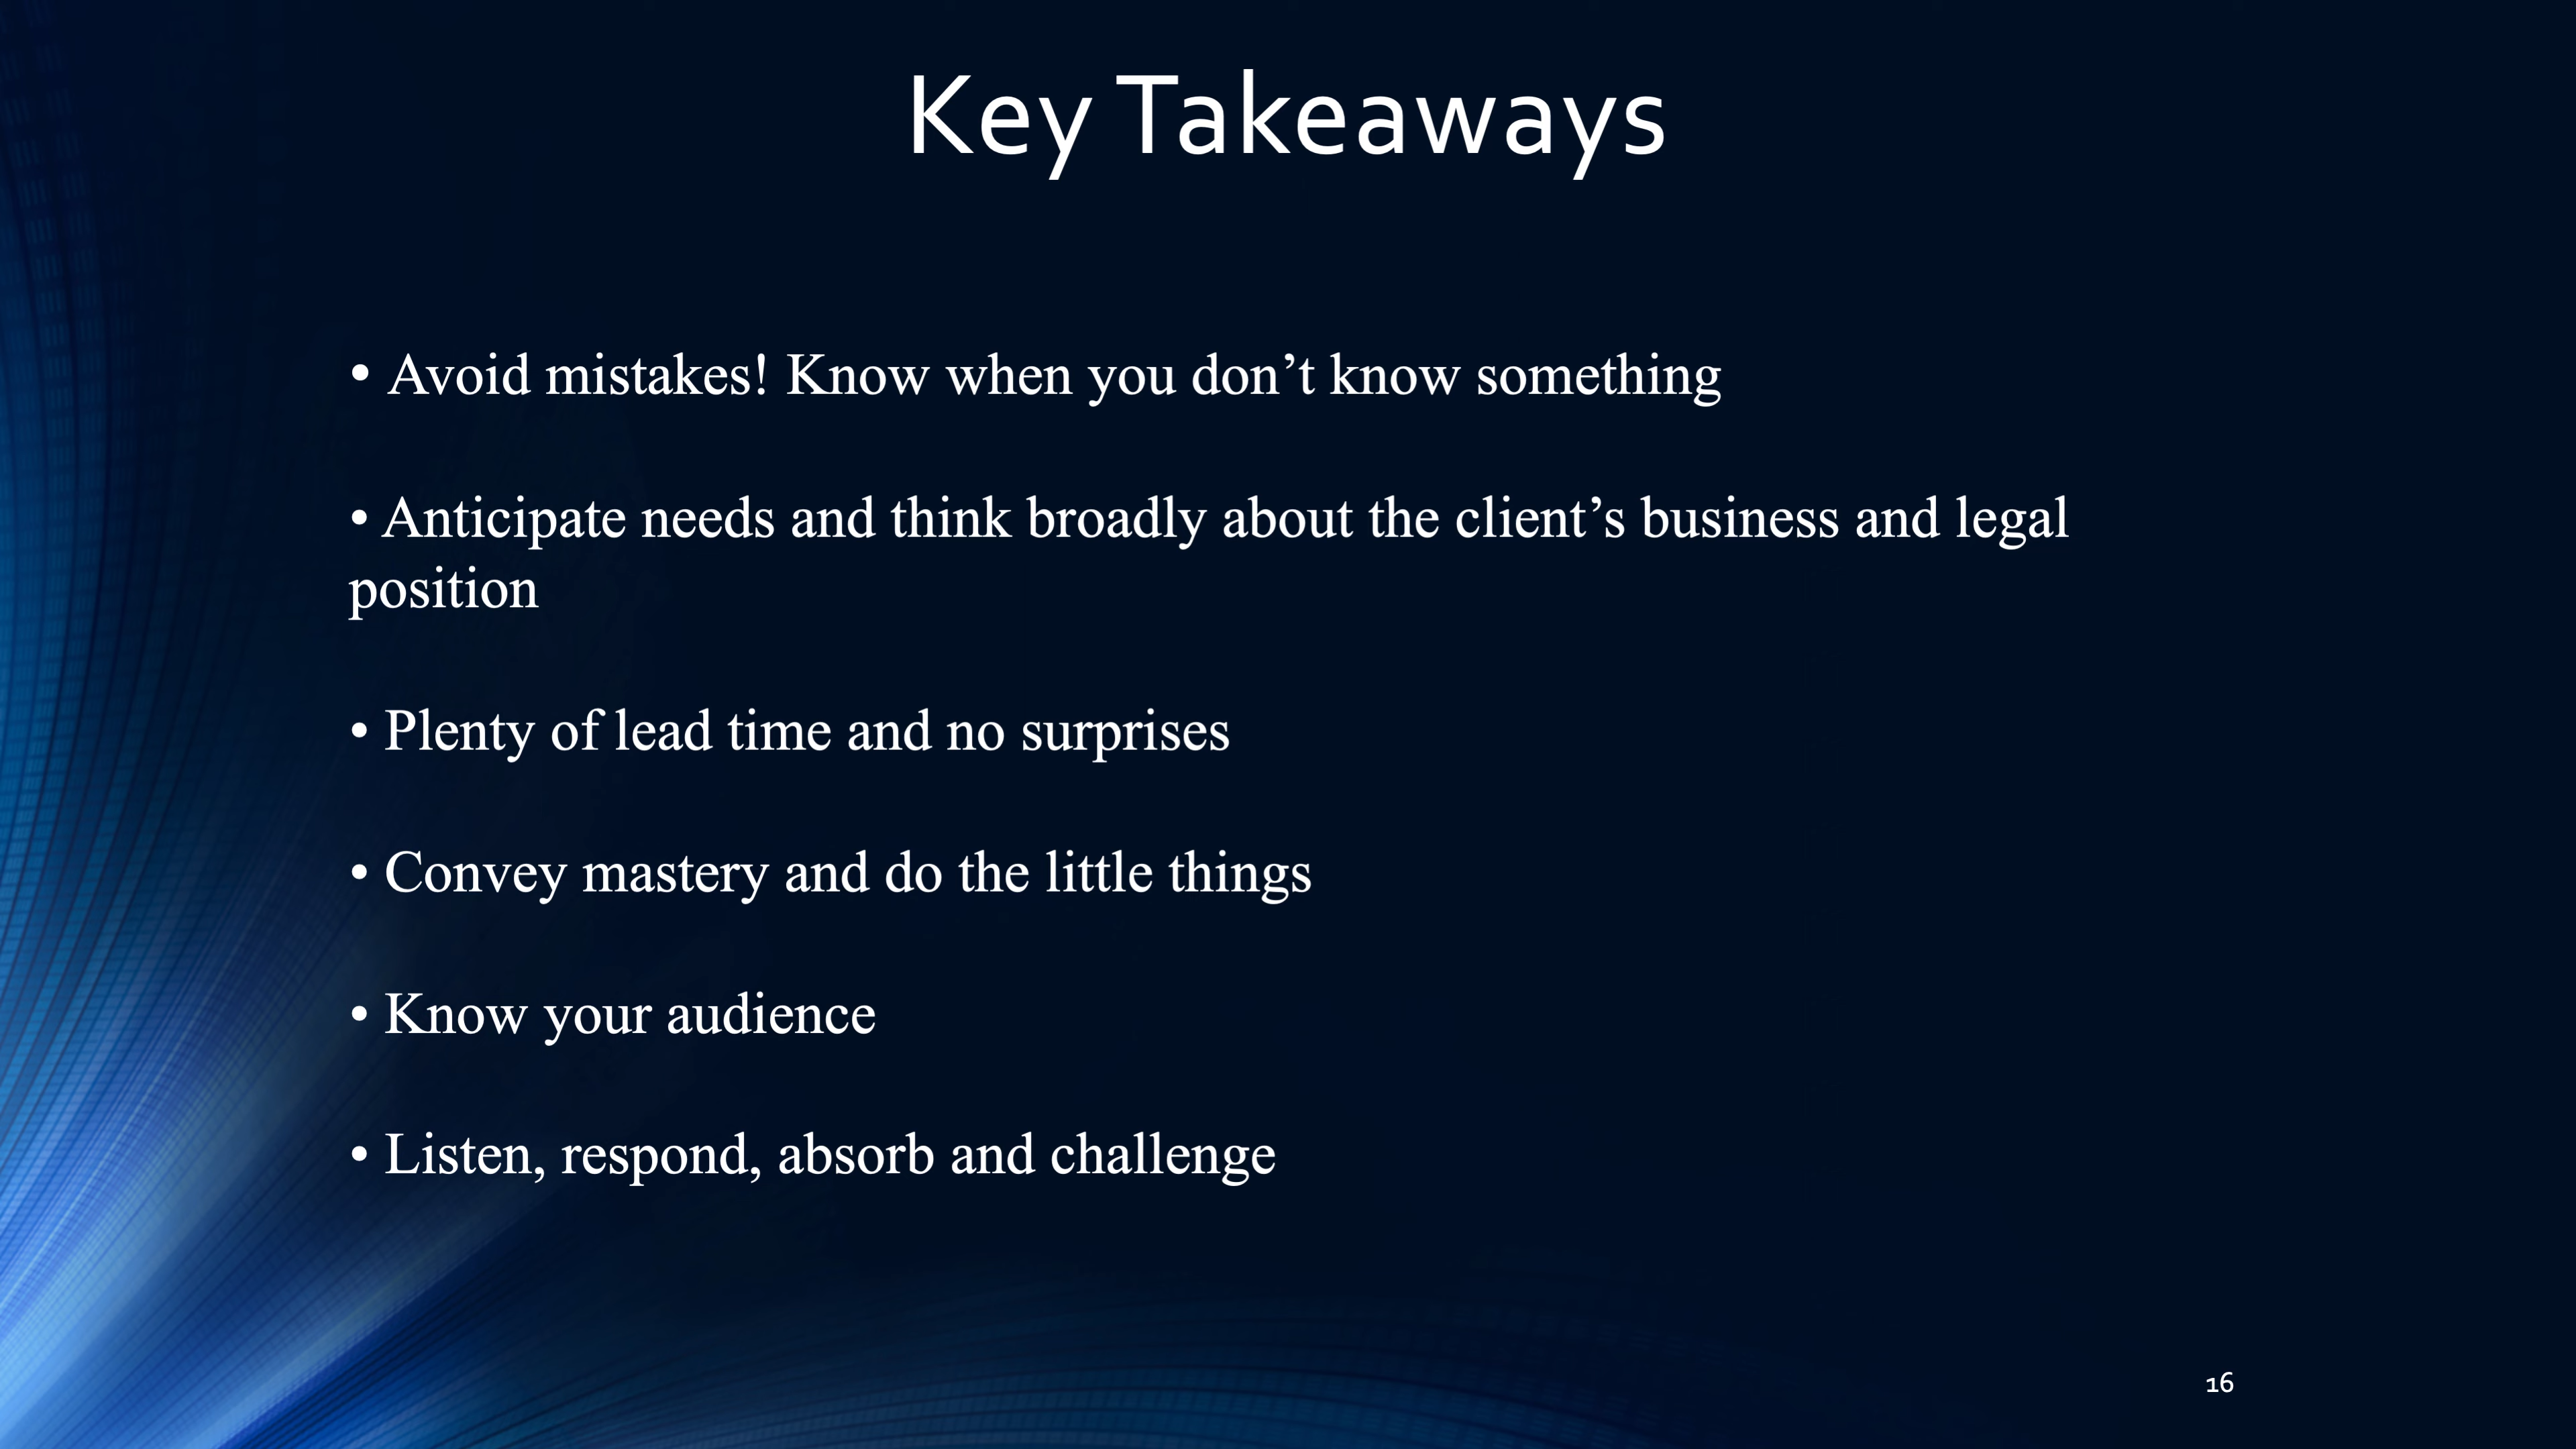 Key Takeaways
• Avoid mistakes! Know when you don’t know something
• Anticipate needs and think broadly about the client’s business and legal
position
• Plenty of lead time and no surprises
• Convey mastery and do the little things
• Know your audience
• Listen, respond, absorb and challenge
16